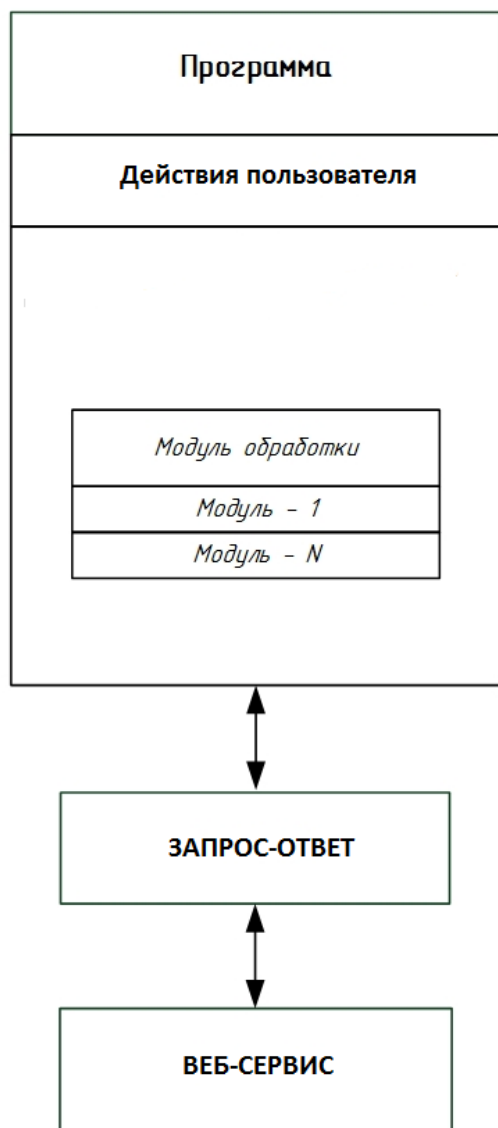 Программа
Действия пользователя
Модуль обработки
Модуль - 1
Модуль - N
ЗАПРОС-ОТВЕТ
ВЕБ-СЕРВИС